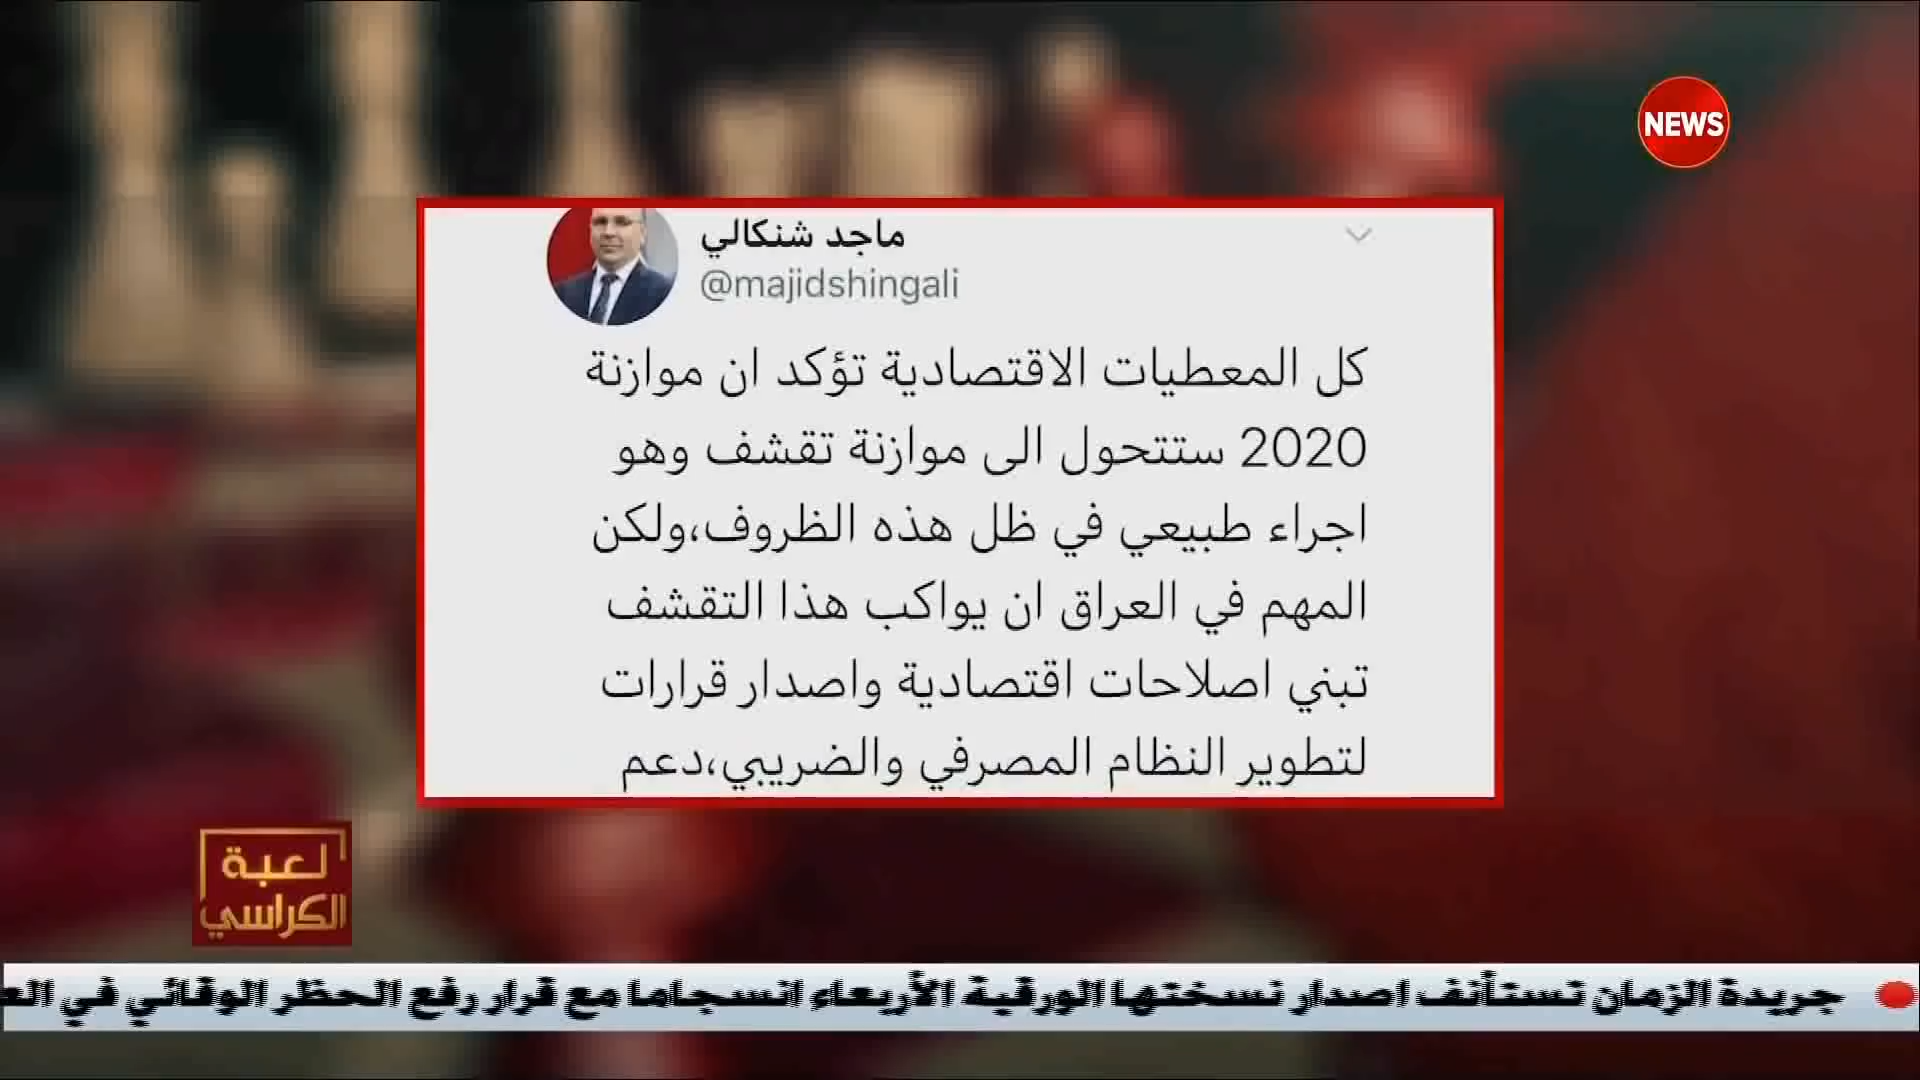 NEWS
ماجد شنكالي
@majidshingali
كل المعطيات الاقتصادية تؤكد ان موازنة
2020 ستتحول الى موازنة تقشف وهو
اجراء طبيعي في ظل هذه الظروف،ولكن
المهم في العراق ان يواكب هذا التقشف
تبني اصلاحات اقتصادية واصدار قرارات
لتطوير النظام المصرفي والضريبي،دعم
لعبة
الكراسي
جريدة الزمان تستأنف اصدار نسختها الورقية الأربعاء انسجاما مع قرار رفع الحظر الوقائي في